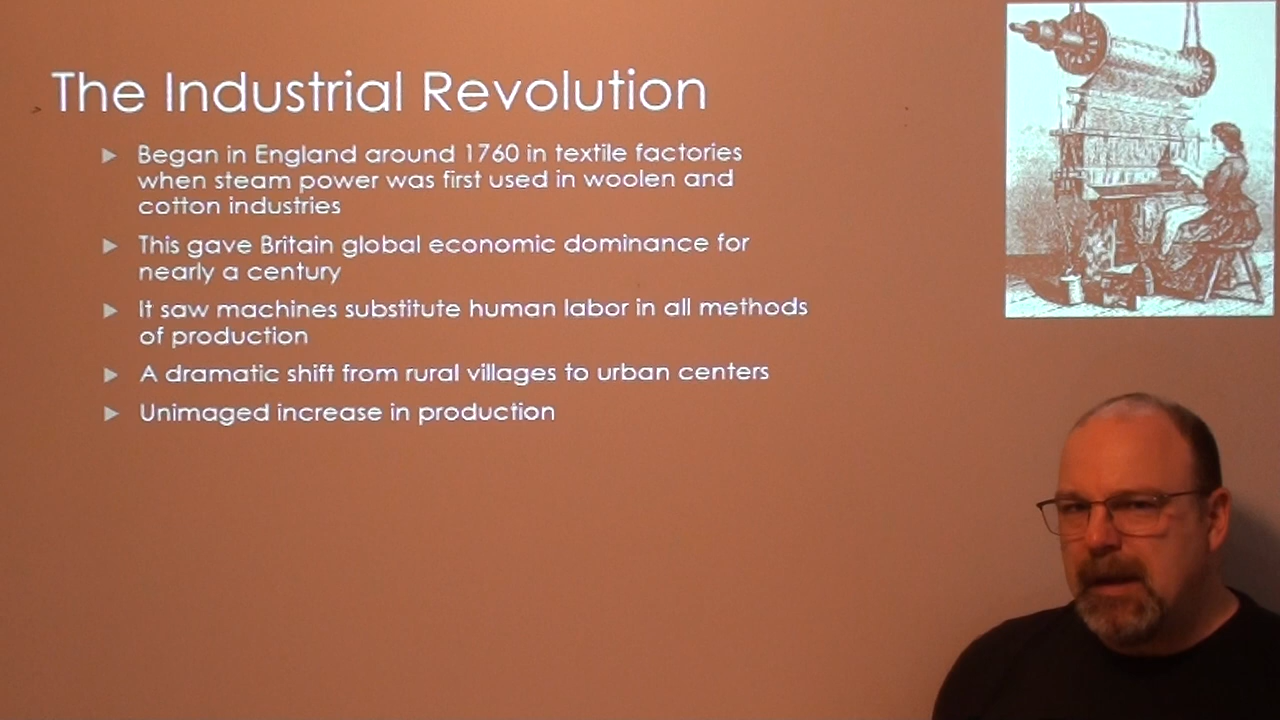 The Industrial Revolution
Began in England around 1760 in textile factories
when steam power was first used in woolen and
cotton industries
This gave Britain global economic dominance for
nearly a century
It saw machines substitute human labor in all methods
of production
A dramatic shift from rural villages to urban centers
Unimaged increase in production